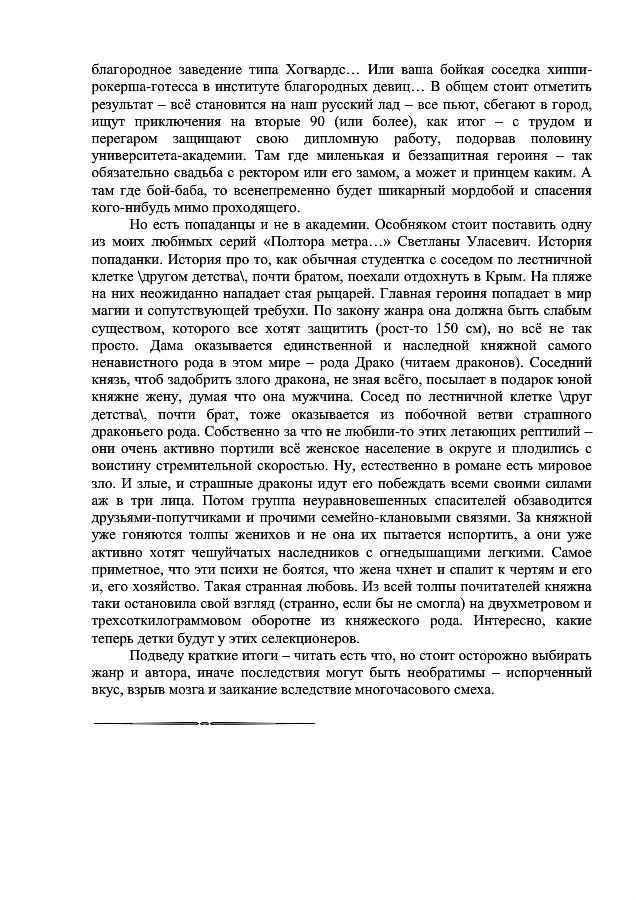 благородное заведение типа Хогвардс… Или ваша бойкая соседка хиппи-
рокерша-готесса в институте благородных девиц… В общем стоит отметить
результат – всё становится на наш русский лад – все пьют, сбегают в город,
ищут приключения на вторые 90 (или более), как итог – с трудом и
перегаром защищают свою дипломную работу, подорвав половину
университета-академии. Там где миленькая и беззащитная героиня – так
обязательно свадьба с ректором или его замом, а может и принцем каким. А
там где бой-баба, то всенепременно будет шикарный мордобой и спасения
кого-нибудь мимо проходящего.
Но есть попаданцы и не в академии. Особняком стоит поставить одну
из моих любимых серий «Полтора метра…» Светланы Уласевич. История
попаданки. История про то, как обычная студентка с соседом по лестничной
клетке \другом детства\, почти братом, поехали отдохнуть в Крым. На пляже
на них неожиданно нападает стая рыцарей. Главная героиня попадает в мир
магии и сопутствующей требухи. По закону жанра она должна быть слабым
существом, которого все хотят защитить (рост-то 150 см), но всё не так
просто. Дама оказывается единственной и наследной княжной самого
ненавистного рода в этом мире – рода Драко (читаем драконов). Соседний
князь, чтоб задобрить злого дракона, не зная всёго, посылает в подарок юной
княжне жену, думая что она мужчина. Сосед по лестничной клетке \друг
детства\, почти брат, тоже оказывается из побочной ветви страшного
драконьего рода. Собственно за что не любили-то этих летающих рептилий –
они очень активно портили всё женское население в округе и плодились с
воистину стремительной скоростью. Ну, естественно в романе есть мировое
зло. И злые, и страшные драконы идут его побеждать всеми своими силами
аж в три лица. Потом группа неуравновешенных спасителей обзаводится
друзьями-попутчиками и прочими семейно-клановыми связями. За княжной
уже гоняются толпы женихов и не она их пытается испортить, а они уже
активно хотят чешуйчатых наследников с огнедышащими легкими. Самое
приметное, что эти психи не боятся, что жена чхнет и спалит к чертям и его
и, его хозяйство. Такая странная любовь. Из всей толпы почитателей княжна
таки остановила свой взгляд (странно, если бы не смогла) на двухметровом и
трехсоткилограммовом оборотне из княжеского рода. Интересно, какие
теперь детки будут у этих селекционеров.
Подведу краткие итоги – читать есть что, но стоит осторожно выбирать
жанр и автора, иначе последствия могут быть необратимы – испорченный
вкус, взрыв мозга и заикание вследствие многочасового смеха.